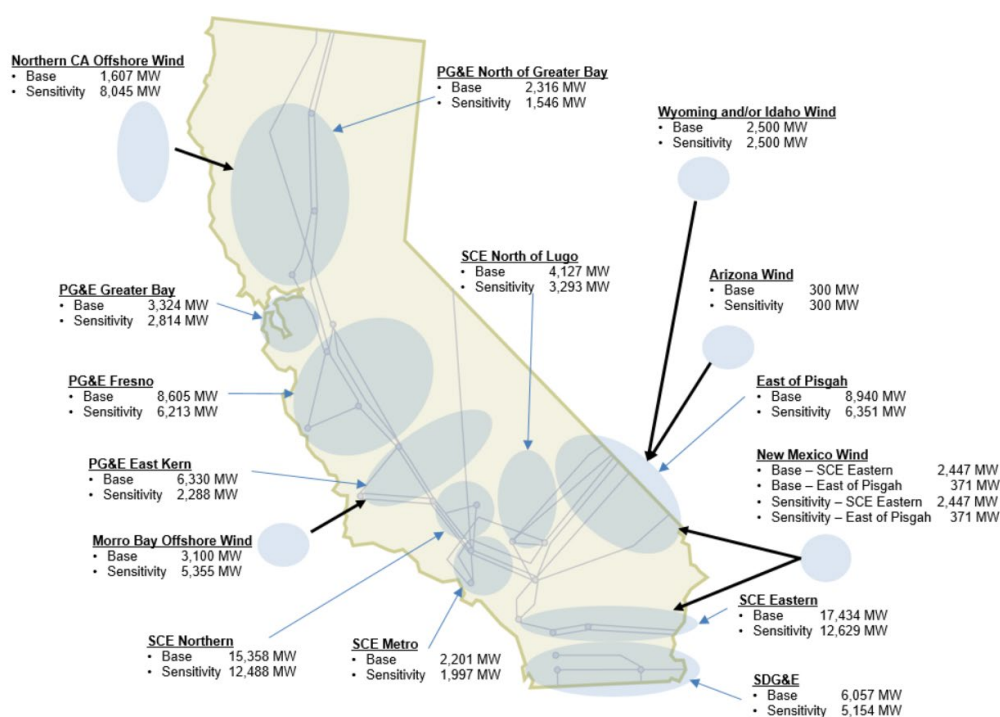 Northern CA Offshore Wind
• Base 1,607 MW
• Sensitivity 8,045 MW
PG&E North of Greater Bay
• Base 2,316 MW
• Sensitivity 1,546 MW
Wyoming and/or Idaho Wind
• Base 2,500 MW
• Sensitivity 2,500 MW
SCE North of Lugo
• Base 4,127 MW
• Sensitivity 3,293 MW
Arizona Wind
• Base 300 MW
• Sensitivity 300 MW
PG&E Greater Bay
• Base 3,324 MW
• Sensitivity 2,814 MW
PG&E Fresno
• Base 8,605 MW
• Sensitivity 6,213 MW
East of Pisgah
• Base 8,940 MW
• Sensitivity 6,351 MW
PG&E East Kern
• Base 6,330 MW
• Sensitivity 2,288 MW
New Mexico Wind
• Base – SCE Eastern 2,447 MW
• Base – East of Pisgah 371 MW
• Sensitivity – SCE Eastern 2,447 MW
• Sensitivity – East of Pisgah 371 MW
Morro Bay Offshore Wind
• Base 3,100 MW
• Sensitivity 5,355 MW
SCE Eastern
• Base 17,434 MW
• Sensitivity 12,629 MW
SCE Northern
• Base 15,358 MW
• Sensitivity 12,488 MW
SCE Metro
• Base 2,201 MW
• Sensitivity 1,997 MW
SDG&E
• Base 6,057 MW
• Sensitivity 5,154 MW